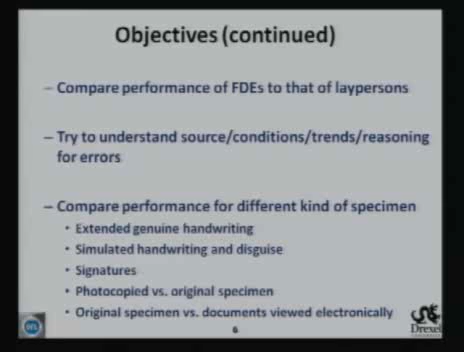 Objectives (continued)
– Compare performance of FDEs to that of laypersons
– Try to understand source/conditions/trends/reasoning
for errors
– Compare performance for different kind of specimen
• Extended genuine handwriting
• Simulated handwriting and disguise
• Signatures
• Photocopied vs. original specimen
• Original specimen vs. documents viewed electronically
6
Drexel